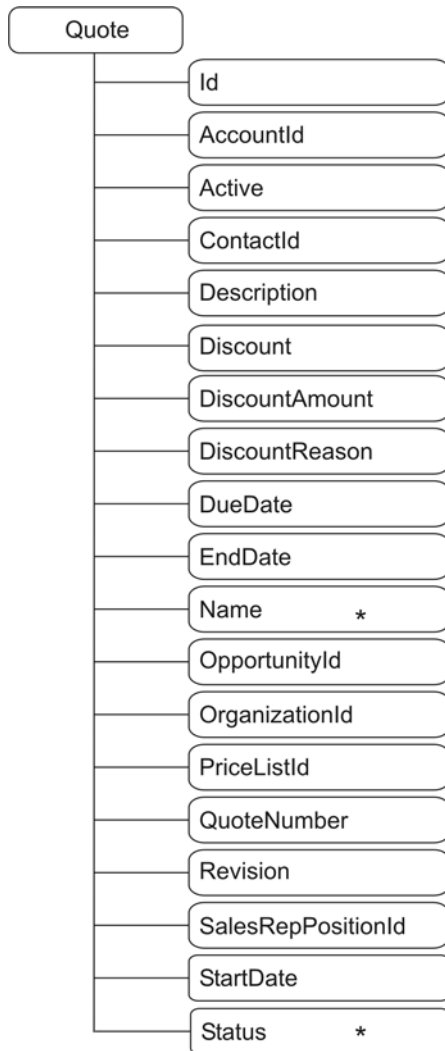 Quote
Id
AccountId
Active
ContactId
Description
Discount
DiscountAmount
DiscountReason
DueDate
EndDate
Name *
OpportunityId
OrganizationId
PriceListId
QuoteNumber
Revision
SalesRepPositionId
StartDate
Status *